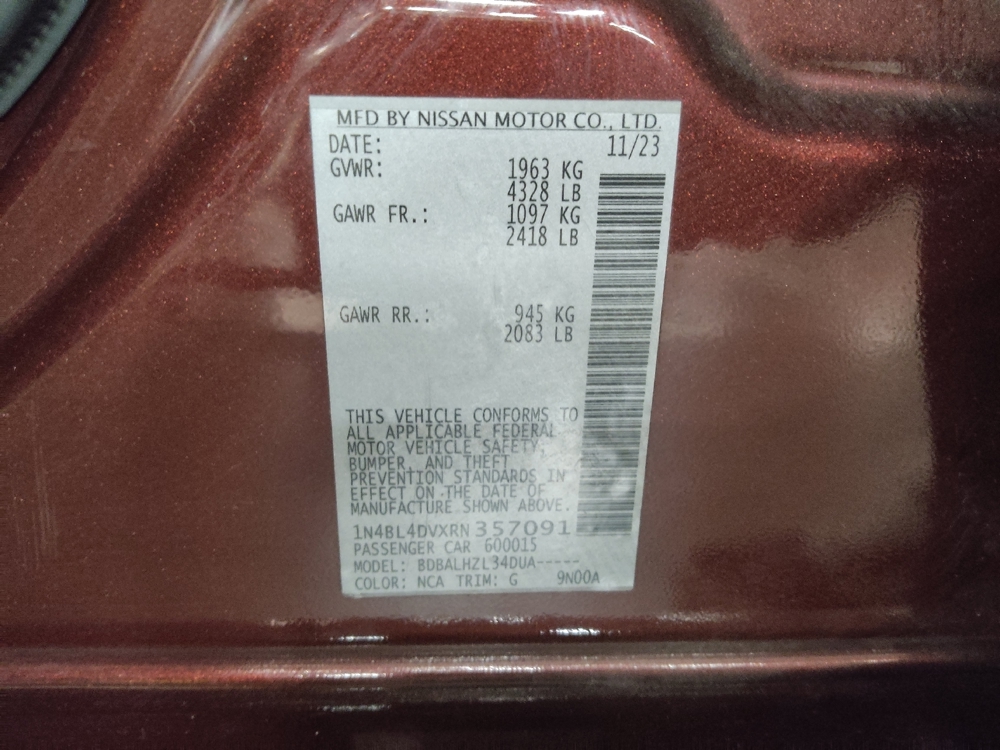 MFD BY NISSAN MOTOR CO., LTD.
DATE: 11/23
GVWR: 1963 KG
4328 LB
GAWR FR.: 1097 KG
2418 LB
GAWR RR.: 945 KG
2083 LB
THIS VEHICLE CONFORMS TO
ALL APPLICABLE FEDERAL
MOTOR VEHICLE SAFETY,
BUMPER, AND THEFT
PREVENTION STANDARDS IN
EFFECT ON THE DATE OF
MANUFACTURE SHOWN ABOVE.
1N4BL4DVXRN357091
PASSENGER CAR 600015
MODEL: BDBALHZL34DUA-----
COLOR: NCA TRIM: G 9N00A